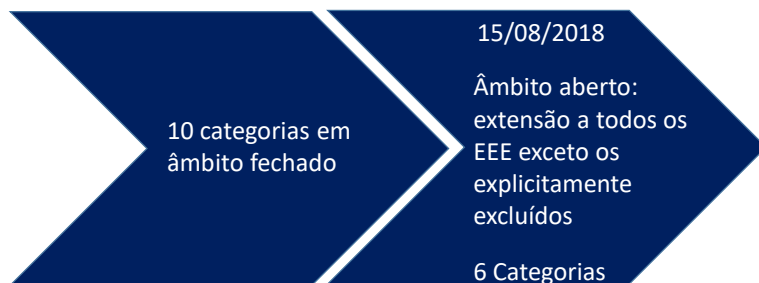 10 categorias em
âmbito fechado
15/08/2018
Âmbito aberto:
extensão a todos os
EEE exceto os
explicitamente
excluídos
6 Categorias